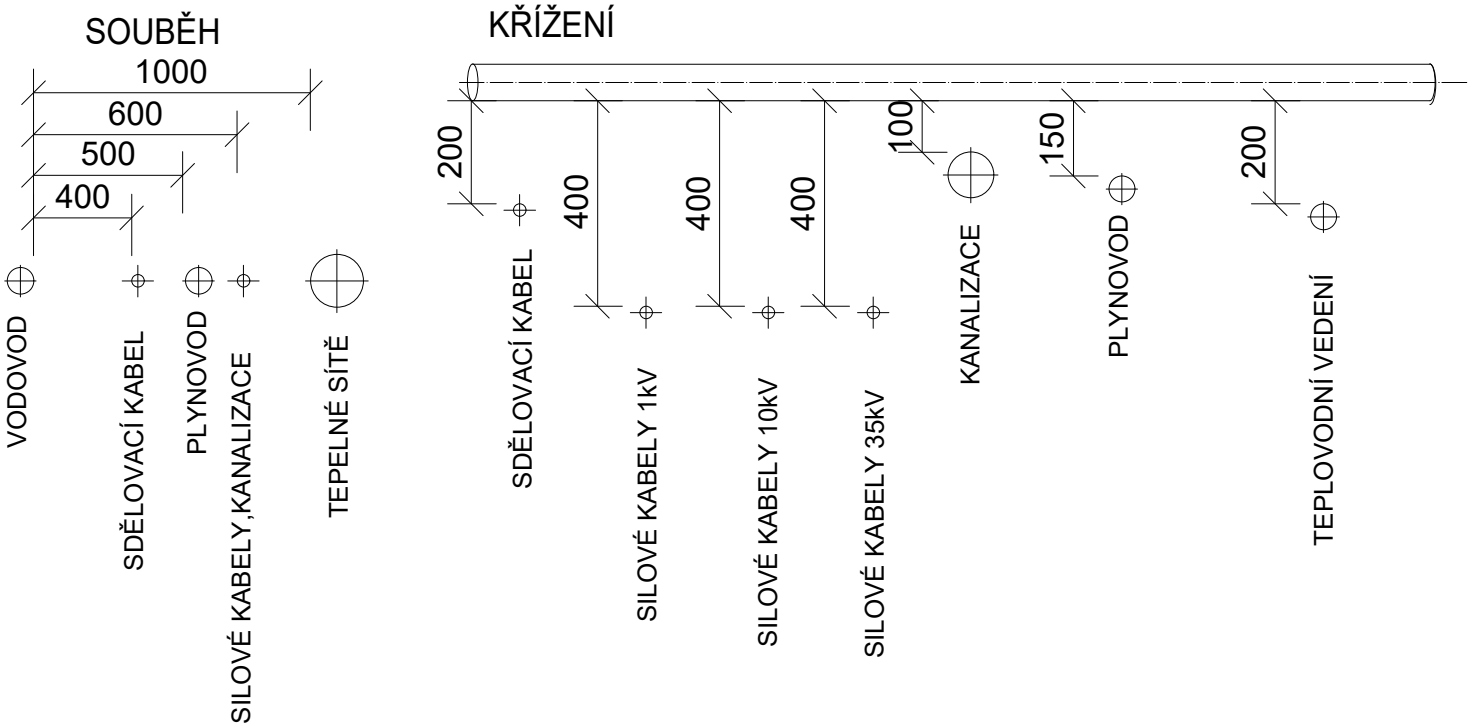 SOUBĚH
1000
600
500
400
VODOVOD
SDĚLOVACÍ KABEL
PLYNOVOD
SILOVÉ KABELY,KANALIZACE
TEPELNÉ SÍTĚ
KŘÍŽENÍ
200
400
400
400
100
150
200
SDĚLOVACÍ KABEL
SILOVÉ KABELY 1kV
SILOVÉ KABELY 10kV
SILOVÉ KABELY 35kV
KANALIZACE
PLYNOVOD
TEPLOVODNÍ VEDENÍ